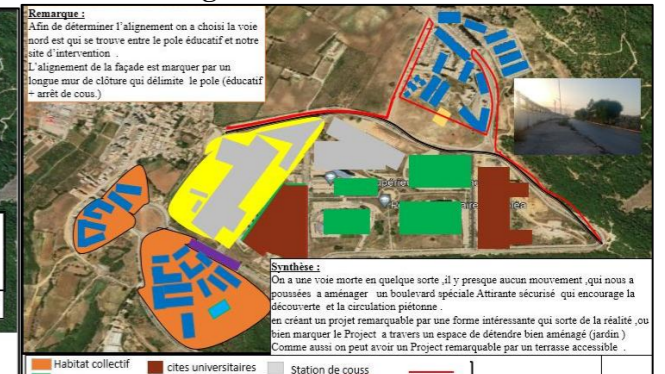 Remarque :
Afin de déterminer l'alignement on a choisi la voie
nord est qui se trouve entre le pole éducatif et notre
site d'intervention .
L'alignement de la façade est marquer par un
longue mur de clôture qui délimite le pole (éducatif
+ arrêt de cous.)
Synthèse :
On a une voie morte en quelque sorte ,il y presque aucun mouvement ,qui nous a
poussées a aménager un boulevard spéciale Attirante sécurisé qui encourage la
découverte et la circulation piétonne .
en créant un projet remarquable par une forme intéressante qui sorte de la réalité ,ou
bien marquer le Project a travers un espace de détendre bien aménagé (jardin )
Comme aussi on peut avoir un Project remarquable par un terrasse accessible .
Habitat collectif
cites universitaires
Station de couss